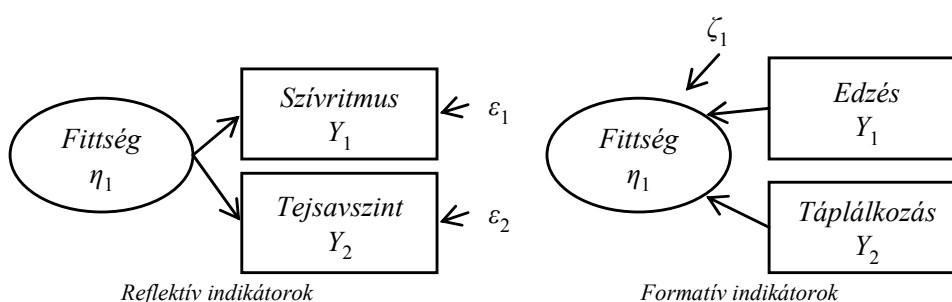 Fittség
η1
Szívritmus
Y1
ε1
Tejsavszint
Y2
ε2
Reflektív indikátorok
ζ1
Fittség
η1
Edzés
Y1
Táplálkozás
Y2
Formatív indikátorok